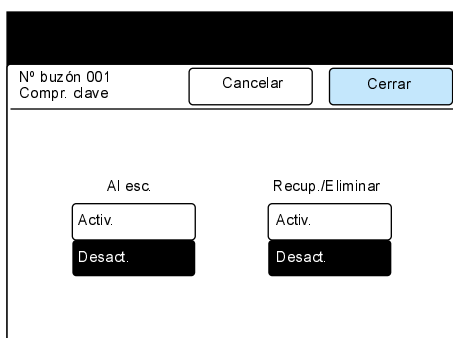 Nº buzón 001
Compr. clave
Cancelar
Cerrar
Al esc.
Recup./Eliminar
Activ.
Activ.
Desact.
Desact.